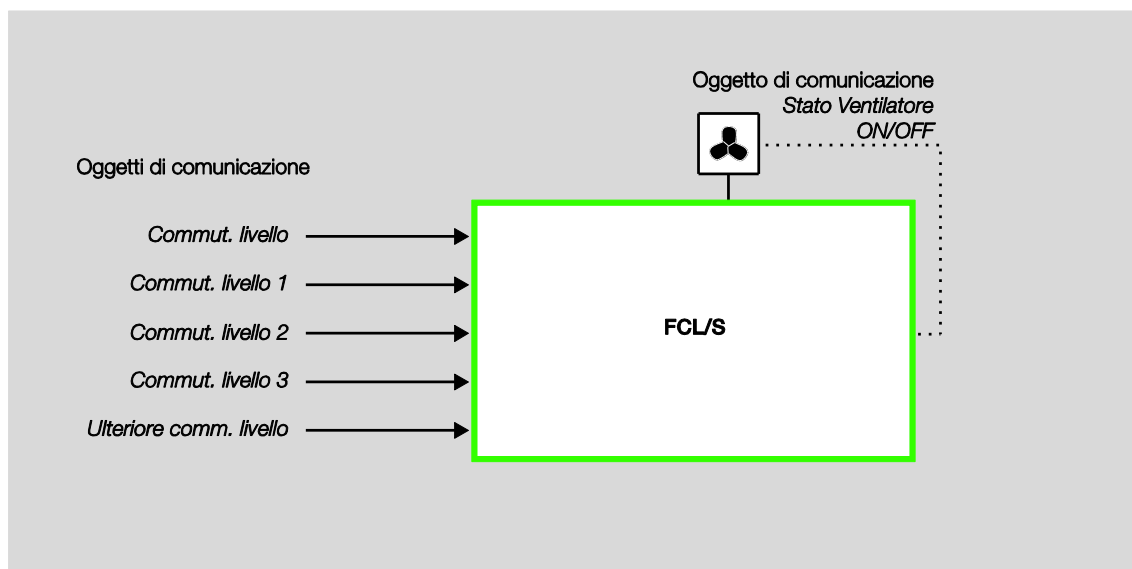 Oggetto di comunicazione
Stato Ventilatore
ON/OFF
Oggetti di comunicazione
Commut. livello
Commut. livello 1
Commut. livello 2
Commut. livello 3
Ulteriore comm. livello
FCL/S